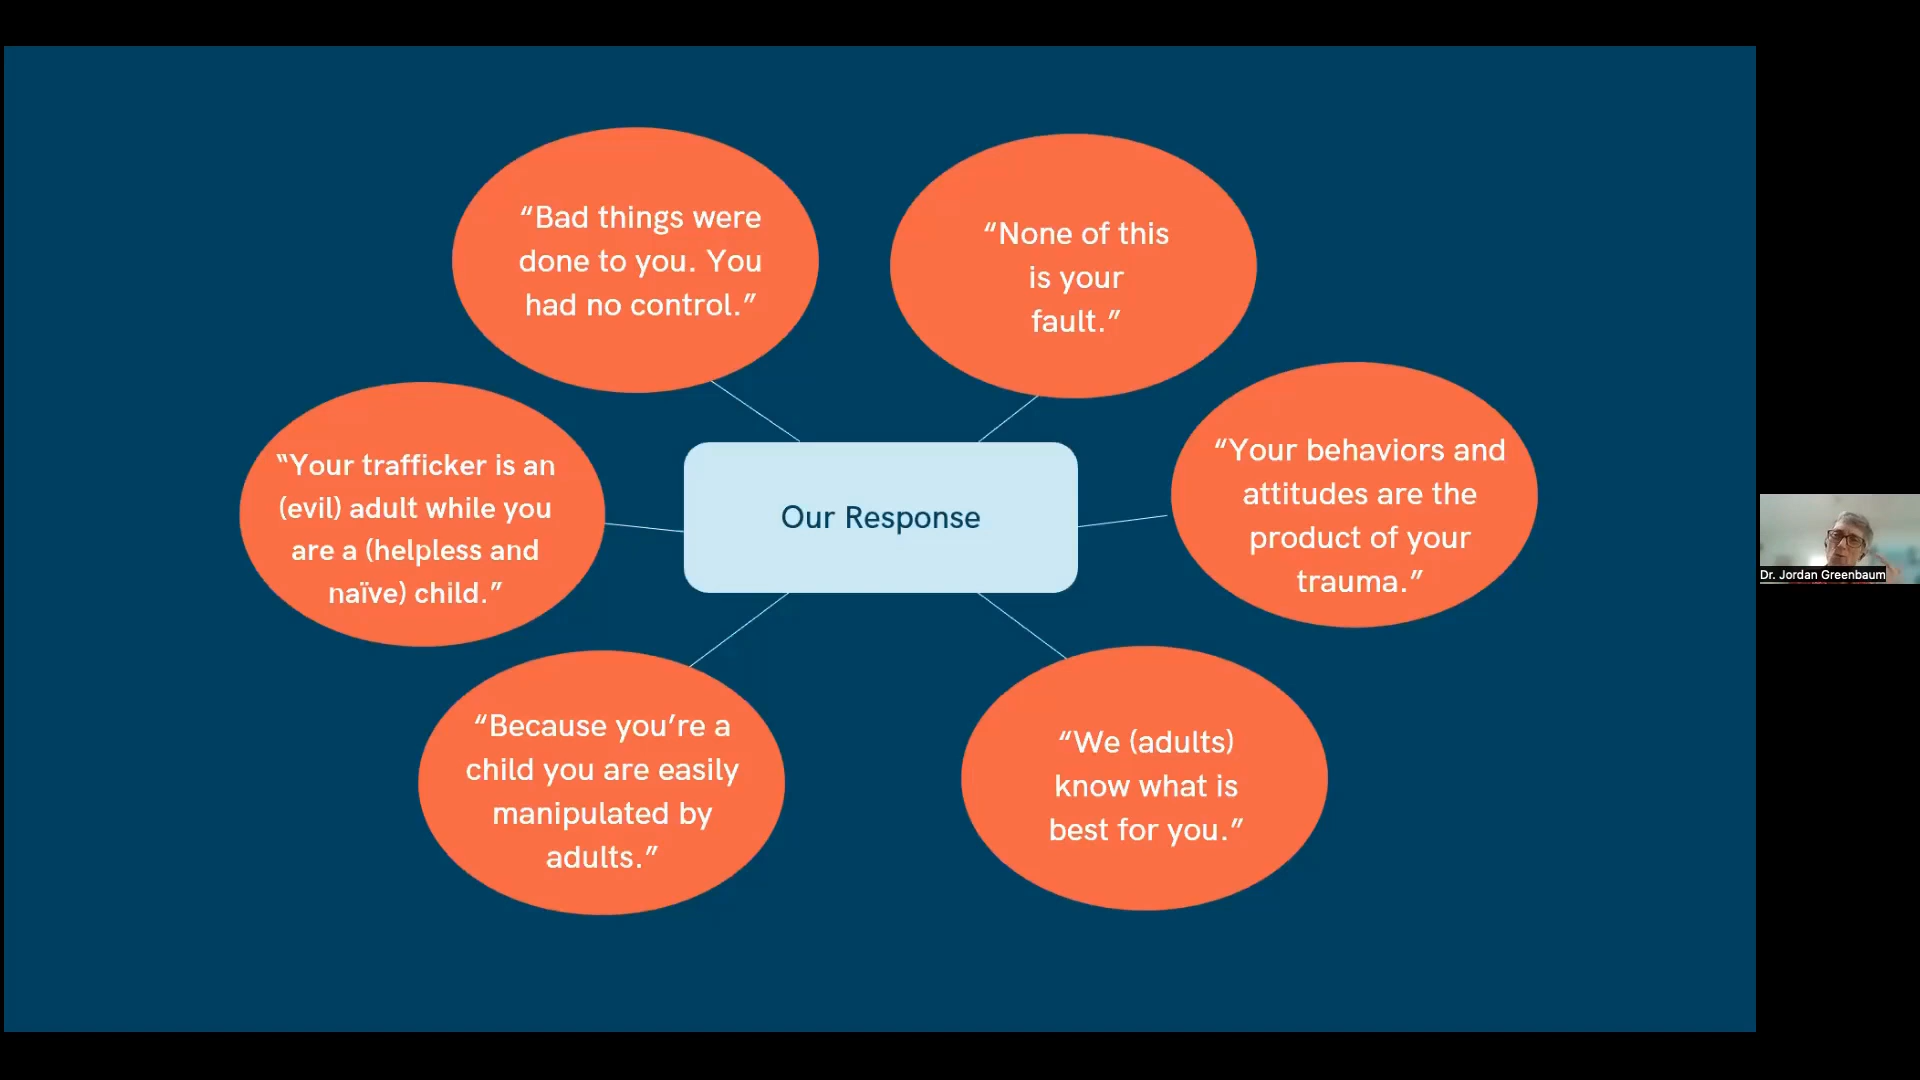 “Bad things were
done to you. You
had no control.”
“None of this
is your
fault.”
“Your trafficker is an
(evil) adult while you
are a (helpless and
naïve) child.”
Our Response
“Your behaviors and
attitudes are the
product of your
trauma.”
“Because you’re a
child you are easily
manipulated by
adults.”
“We (adults)
know what is
best for you.”
Dr. Jordan Greenbaum